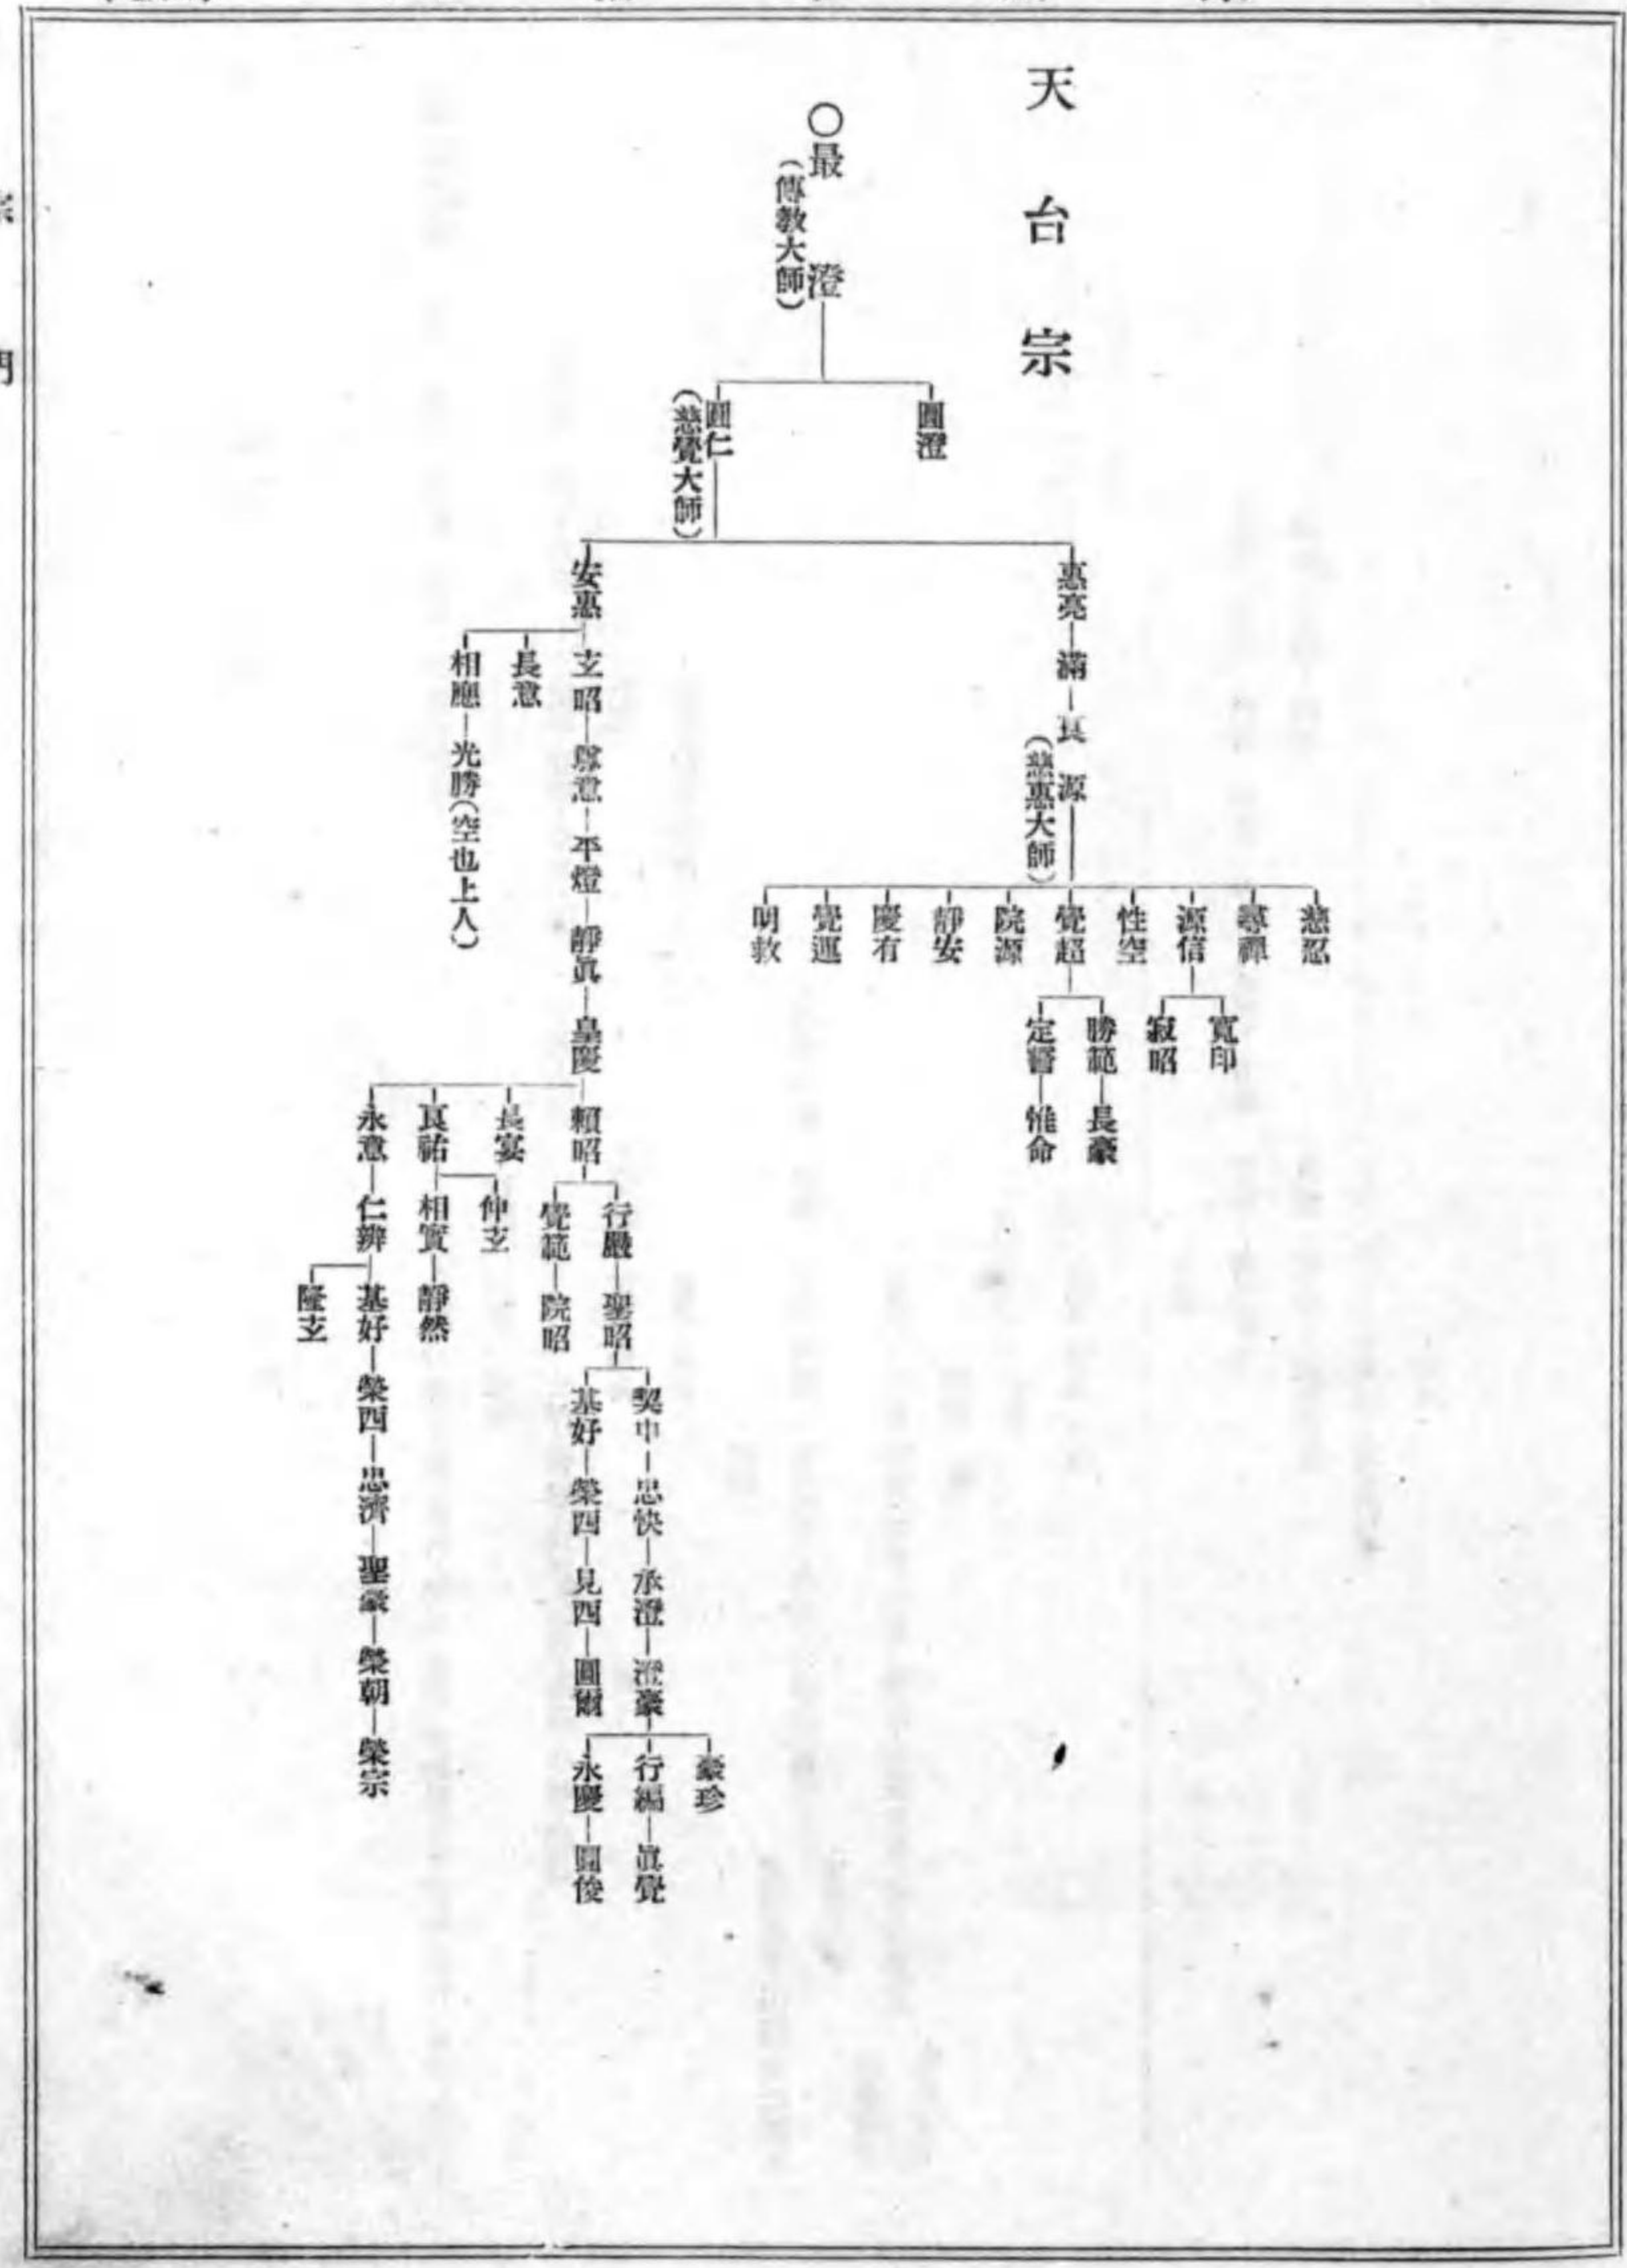 天台宗
○最澄
(傳敎大師)
圓澄
圓仁
(慈覺大師)
惠亮
滿
良源
(慈惠大師)
慈忍
尋禪
源信
寬印
寂昭
性空
覺超
勝範
長豪
定
惟命
院源
靜安
慶有
覺運
明救
安惠
玄昭
尊意
平燈
靜眞
皇慶
賴昭
行嚴
聖昭
契中
忠快
承澄
澄豪
豪珍
行編
眞覺
永慶
圓俊
基好
榮西
見西
圓爾
覺範
院昭
長宴
良祐
仲玄
相實
靜然
永意
仁辨
基好
榮西
忠濟
聖豪
榮朝
榮宗
隆玄
長意
相應
光勝(空也上人)